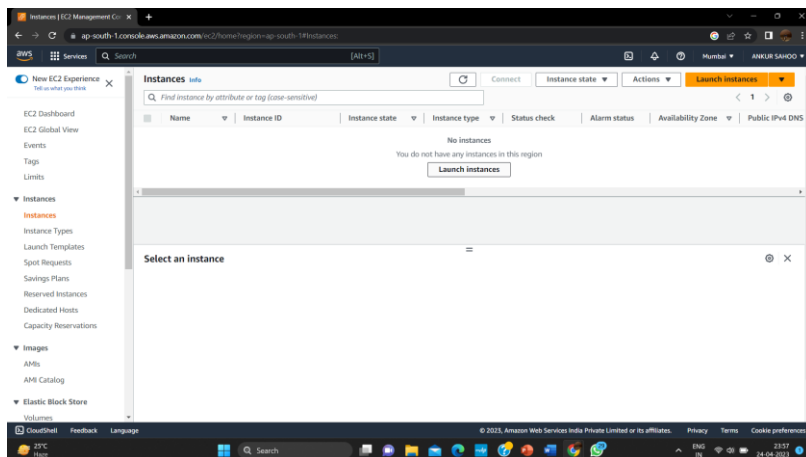 Instances | EC2 Management Co
ap-south-1.console.aws.amazon.com/ec2/home?region=ap-south-1#Instances:
aws
Services
Search
[Alt+S]
Mumbai
ANKUR SAHOO
New EC2 Experience
Tell us what you think
EC2 Dashboard
EC2 Global View
Events
Tags
Limits
Instances
Instances
Instance Types
Launch Templates
Spot Requests
Savings Plans
Reserved Instances
Dedicated Hosts
Capacity Reservations
Images
AMIs
AMI Catalog
Elastic Block Store
Volumes
Instances Info
Connect
Instance state
Actions
Launch instances
Find instance by attribute or tag (case-sensitive)
1
Name
Instance ID
Instance state
Instance type
Status check
Alarm status
Availability Zone
Public IPv4 DNS
No instances
You do not have any instances in this region
Launch instances
Select an instance
CloudShell
Feedback
Language
© 2023, Amazon Web Services India Private Limited or its affiliates.
Privacy
Terms
Cookie preferences
25°C
Haze
Search
ENG
IN
23:57
24-04-2023